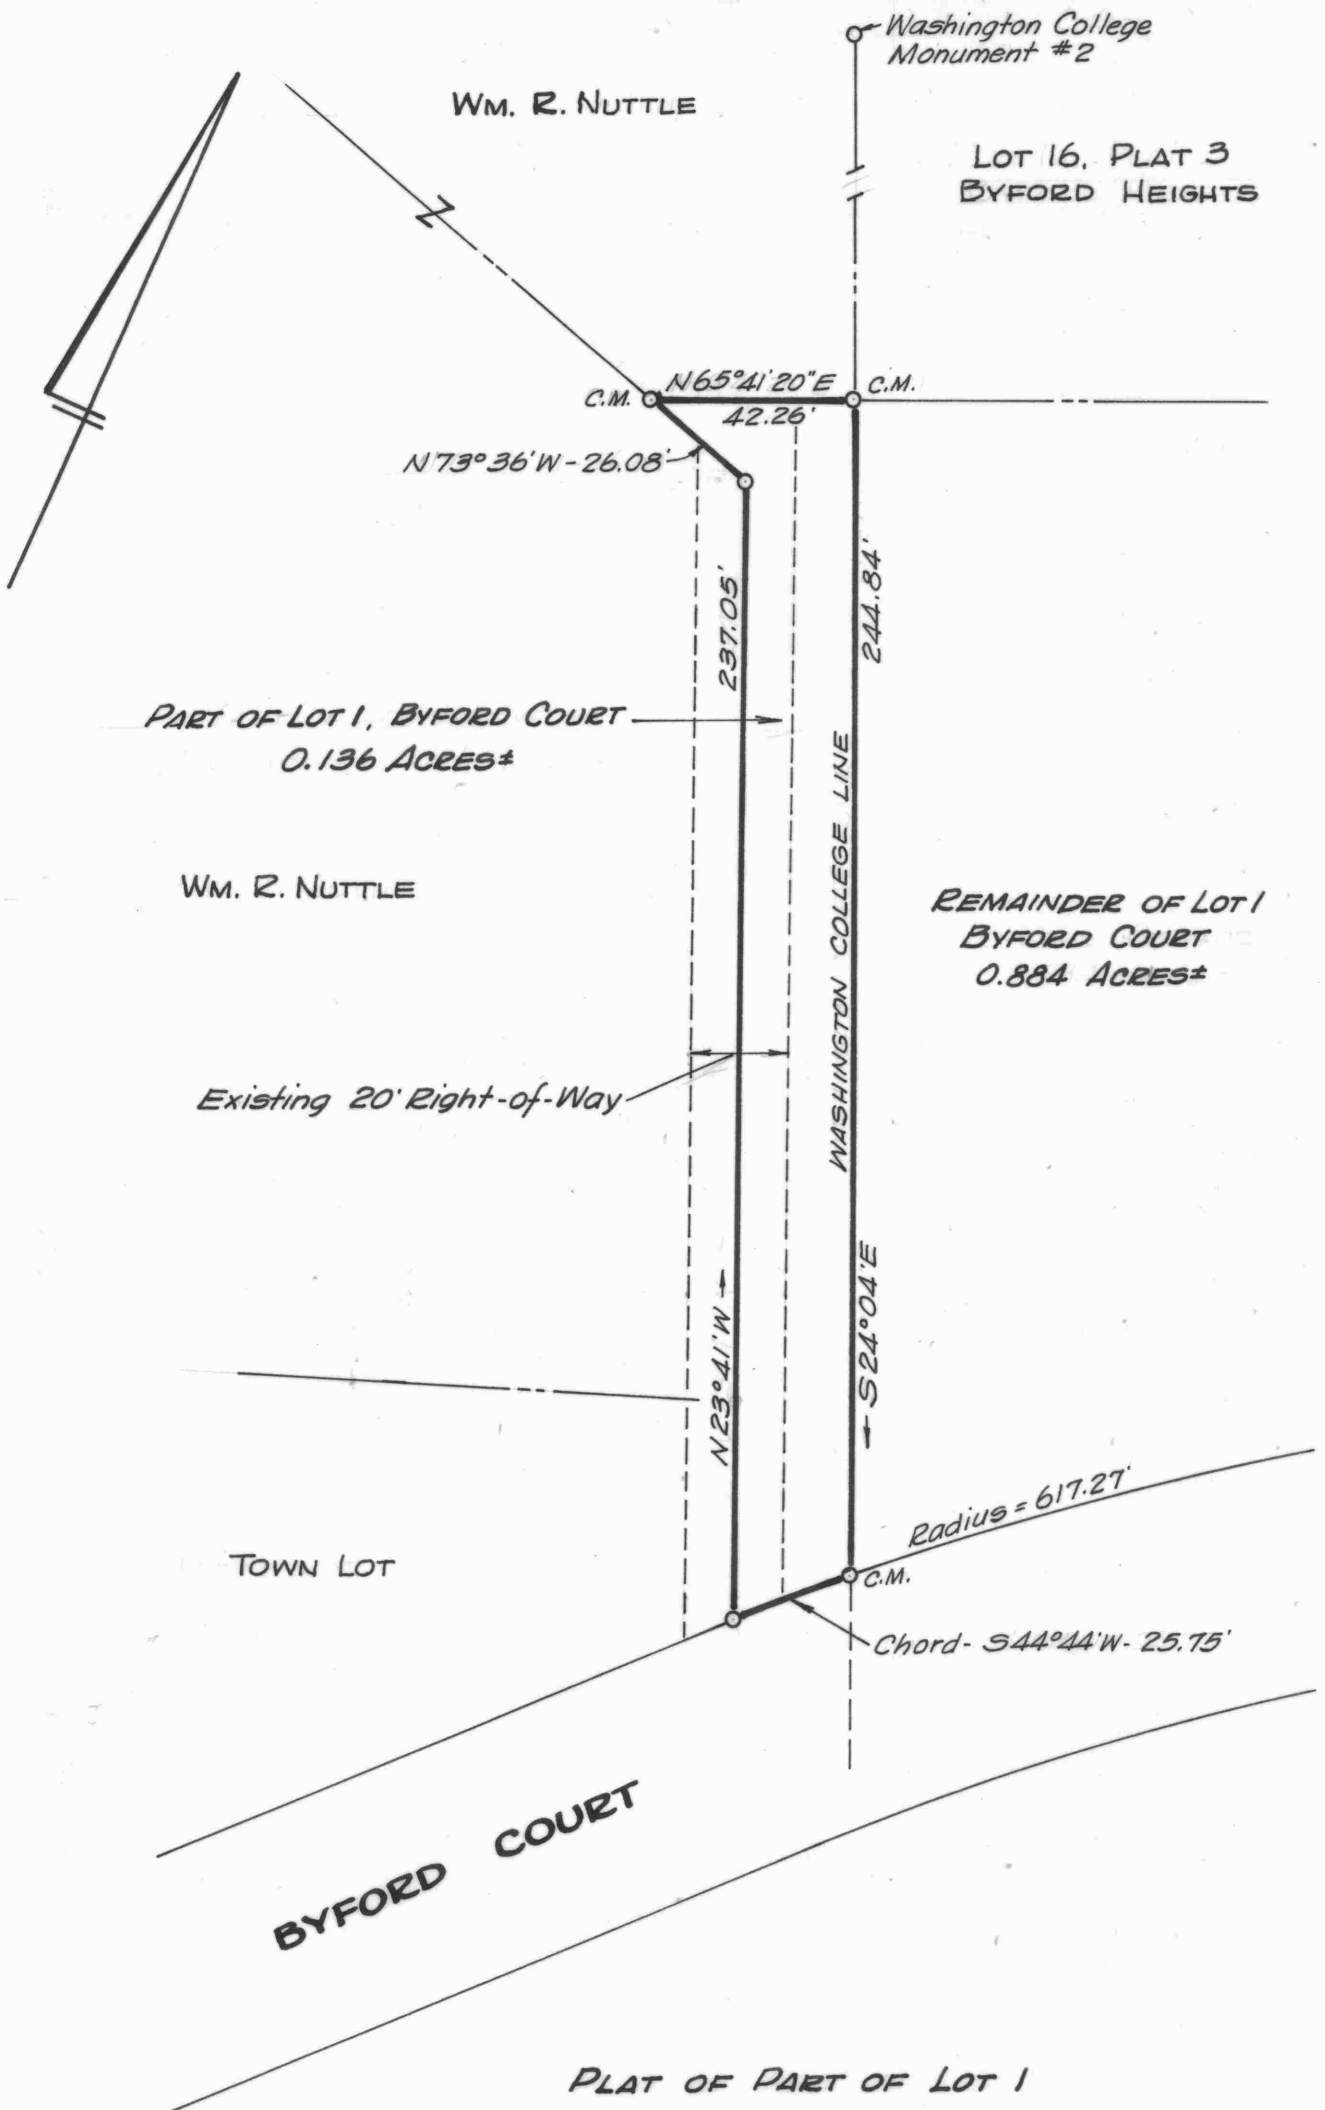 Washington College
Monument #2
WM. R. NUTTLE
LOT 16, PLAT 3
BYFORD HEIGHTS
N
N65°41'20"E
C.M.
C.M.
42.26'
N73°36'W-26.08'
237.05'
244.84'
PART OF LOT 1, BYFORD COURT
0.136 ACRES±
WASHINGTON COLLEGE LINE
WM. R. NUTTLE
REMAINDER OF LOT 1
BYFORD COURT
0.884 ACRES±
Existing 20' Right-of-Way
N23°41'W
S24°04'E
Radius = 617.27'
TOWN LOT
C.M.
Chord - S44°44'W - 25.75'
BYFORD COURT
PLAT OF PART OF LOT 1